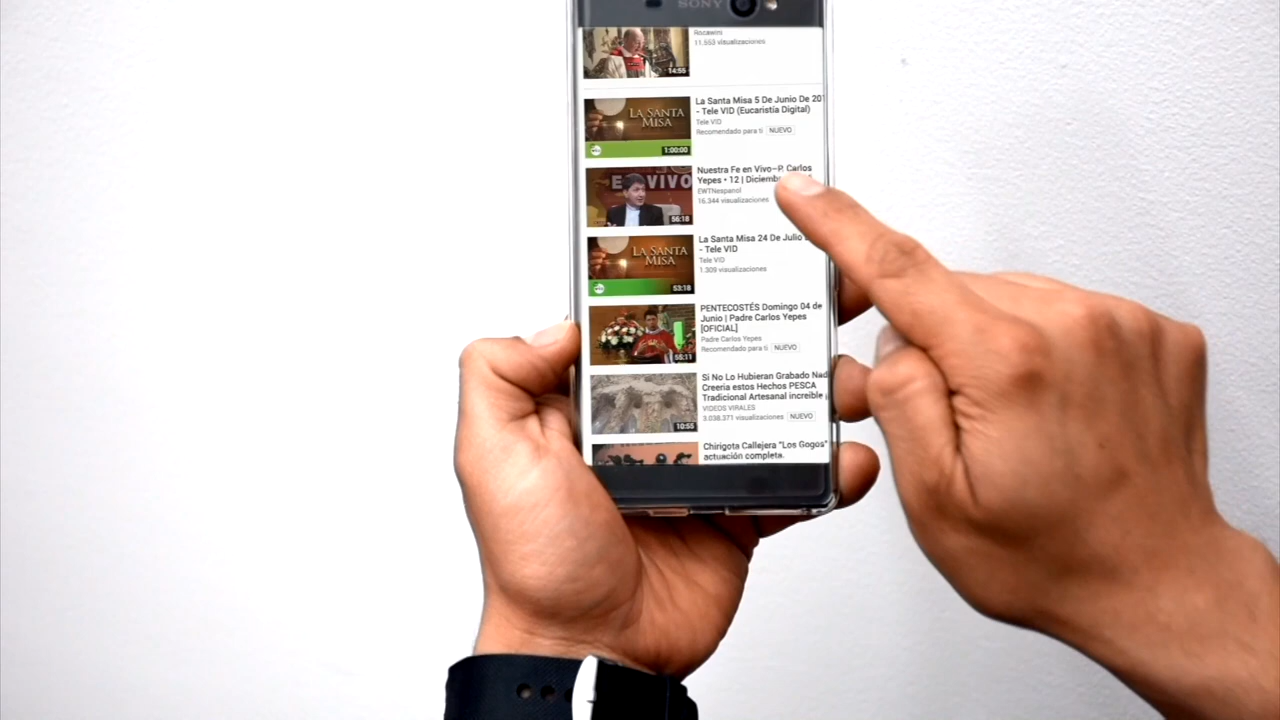 SONY
Rocawini
11.553 visualizaciones
14:55
La Santa Misa 5 De Junio De 201
- Tele VID (Eucaristía Digital)
Tele VID
Recomendado para ti NUEVO
LA SANTA
MISA
1:00:00
Nuestra Fe en Vivo–P. Carlos
Yepes • 12 | Diciemb
EWTNespanol
16.344 visualizaciones
EN VIVO
56:18
La Santa Misa 24 De Julio
- Tele VID
Tele VID
1.309 visualizaciones
LA SANTA
MISA
53:18
PENTECOSTÉS Domingo 04 de
Junio | Padre Carlos Yepes
[OFICIAL]
Padre Carlos Yepes
Recomendado para ti NUEVO
55:11
Si No Lo Hubieran Grabado Nad
Creeria estos Hechos PESCA
Tradicional Artesanal increible
VIDEOS VIRALES
3.038.371 visualizaciones NUEVO
10:55
Chirigota Callejera "Los Gogos"
actuación completa.